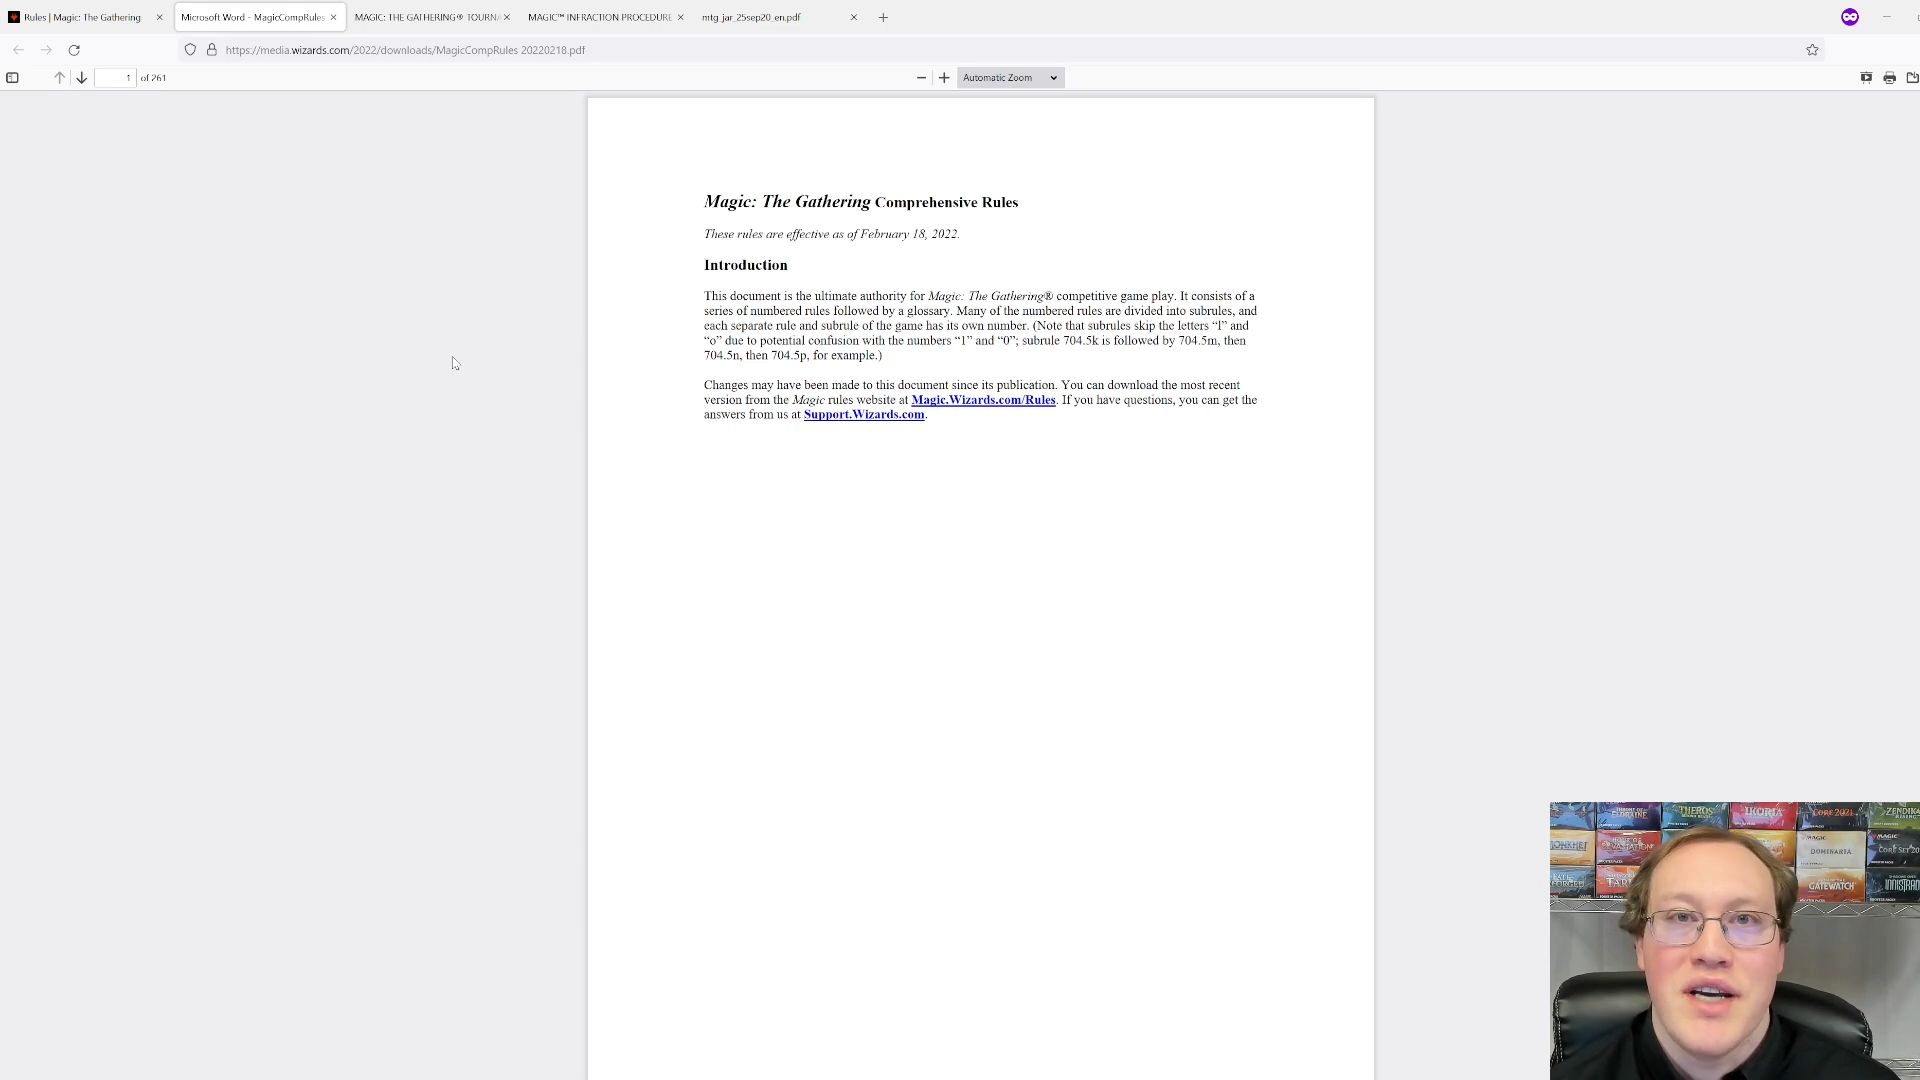 Rules | Magic: The Gathering
Microsoft Word - MagicCompRules
MAGIC: THE GATHERING® TOURNA
MAGIC™ INFRACTION PROCEDURE
mtg_jar_25sep20_en.pdf
https://media.wizards.com/2022/downloads/MagicCompRules 20220218.pdf
1 of 261
Automatic Zoom
Magic: The Gathering Comprehensive Rules
These rules are effective as of February 18, 2022.
Introduction
This document is the ultimate authority for Magic: The Gathering® competitive game play. It consists of a
series of numbered rules followed by a glossary. Many of the numbered rules are divided into subrules, and
each separate rule and subrule of the game has its own number. (Note that subrules skip the letters “l” and
“o” due to potential confusion with the numbers “1” and “0”; subrule 704.5k is followed by 704.5m, then
704.5n, then 704.5p, for example.)
Changes may have been made to this document since its publication. You can download the most recent
version from the Magic rules website at Magic.Wizards.com/Rules. If you have questions, you can get the
answers from us at Support.Wizards.com.
THEROS
IKORIA
CORE 2021
ZENDIKA
DOMINARIA
GATEWATCH
INNISTRAD